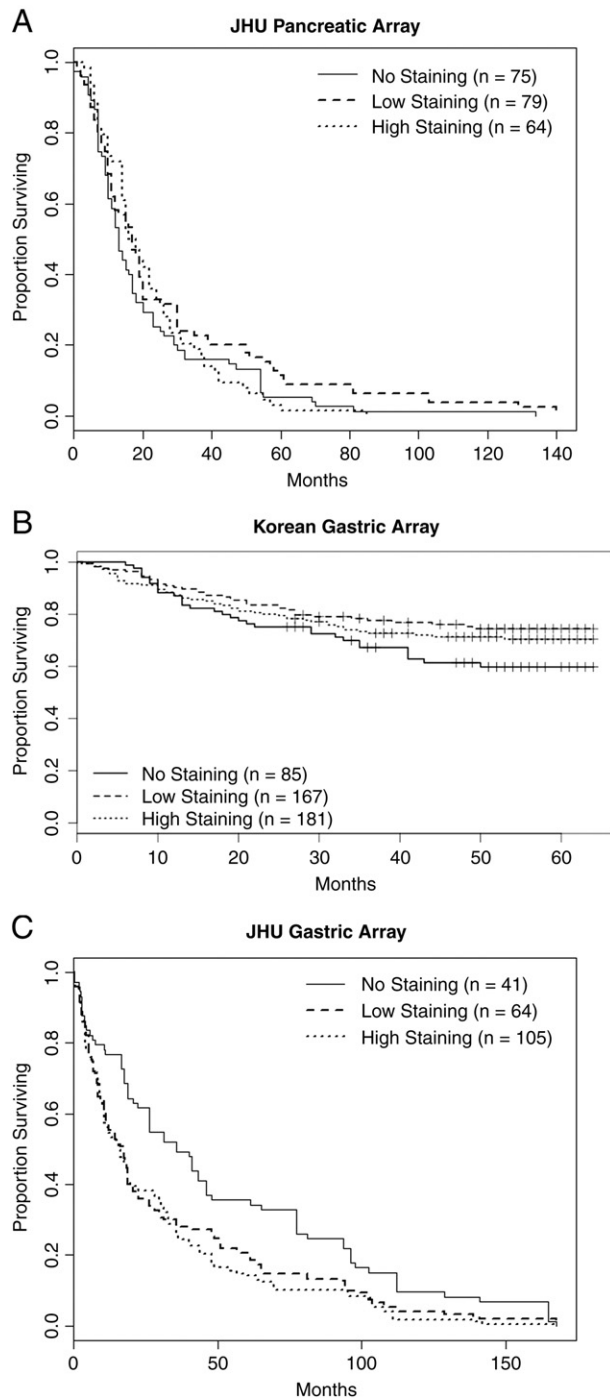 A
JHU Pancreatic Array
No Staining (n = 75)
Low Staining (n = 79)
High Staining (n = 64)
Proportion Surviving
1.0
0.8
0.6
0.4
0.2
0.0
0 20 40 60 80 100 120 140
Months
B
Korean Gastric Array
Proportion Surviving
1.0
0.8
0.6
0.4
0.2
0.0
No Staining (n = 85)
Low Staining (n = 167)
High Staining (n = 181)
0 10 20 30 40 50 60
Months
C
JHU Gastric Array
No Staining (n = 41)
Low Staining (n = 64)
High Staining (n = 105)
Proportion Surviving
1.0
0.8
0.6
0.4
0.2
0.0
0 50 100 150
Months